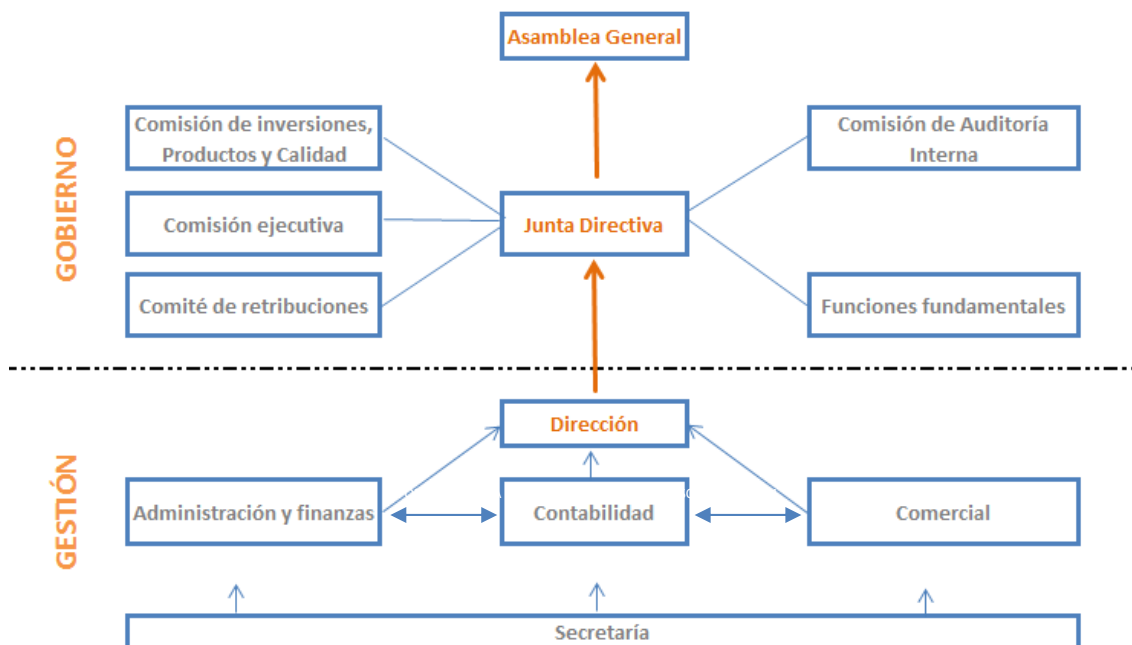 Asamblea General
GOBIERNO
Comisión de inversiones,
Productos y Calidad
Comisión de Auditoría
Interna
Comisión ejecutiva
Junta Directiva
Comité de retribuciones
Funciones fundamentales
GESTIÓN
Dirección
Administración y finanzas
Contabilidad
Comercial
Secretaría